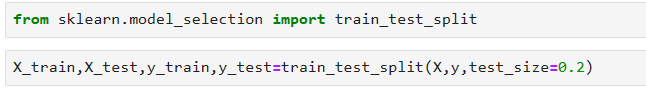 from sklearn.model_selection import train_test_split
X_train,X_test,y_train,y_test=train_test_split(X,y,test_size=0.2)